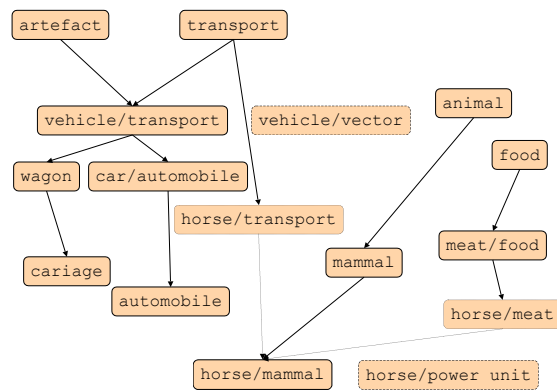 artefact
transport
animal
vehicle/transport
vehicle/vector
food
wagon
car/automobile
horse/transport
meat/food
cariage
mammal
automobile
horse/meat
horse/mammal
horse/power unit